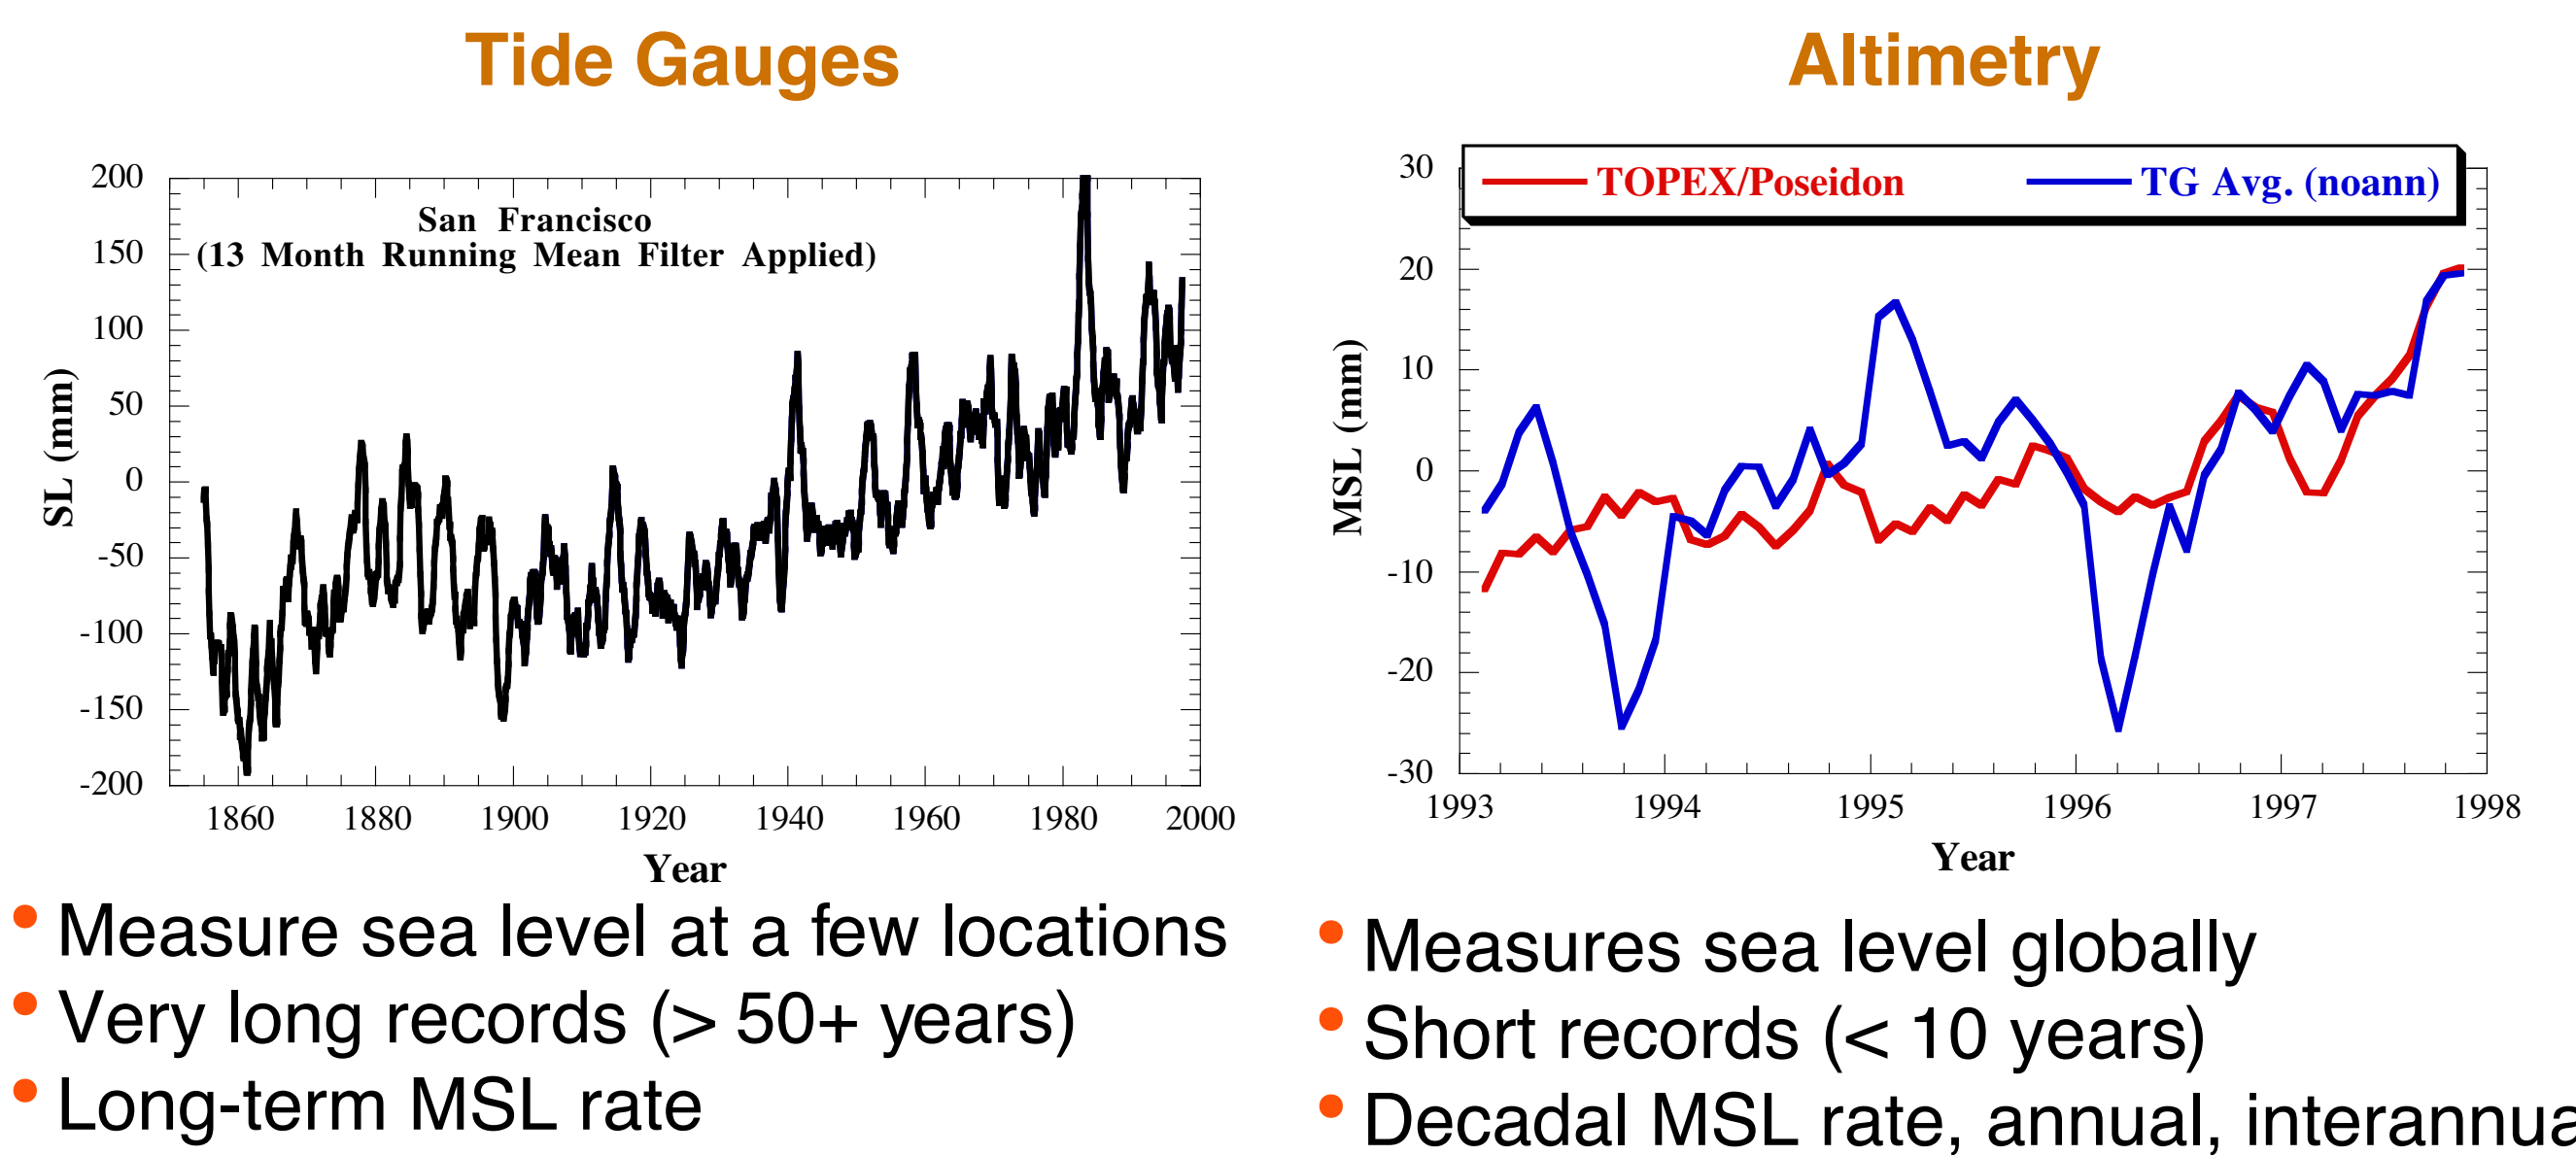 Tide Gauges
200
150
100
50
0
-50
-100
-150
-200
SL (mm)
San Francisco
(13 Month Running Mean Filter Applied)
1860 1880 1900 1920 1940 1960 1980 2000
Year
• Measure sea level at a few locations
• Very long records (> 50+ years)
• Long-term MSL rate
Altimetry
TOPEX/Poseidon TG Avg. (noann)
30
20
10
0
-10
-20
-30
MSL (mm)
1993 1994 1995 1996 1997 1998
Year
• Measures sea level globally
• Short records (< 10 years)
• Decadal MSL rate, annual, interannua